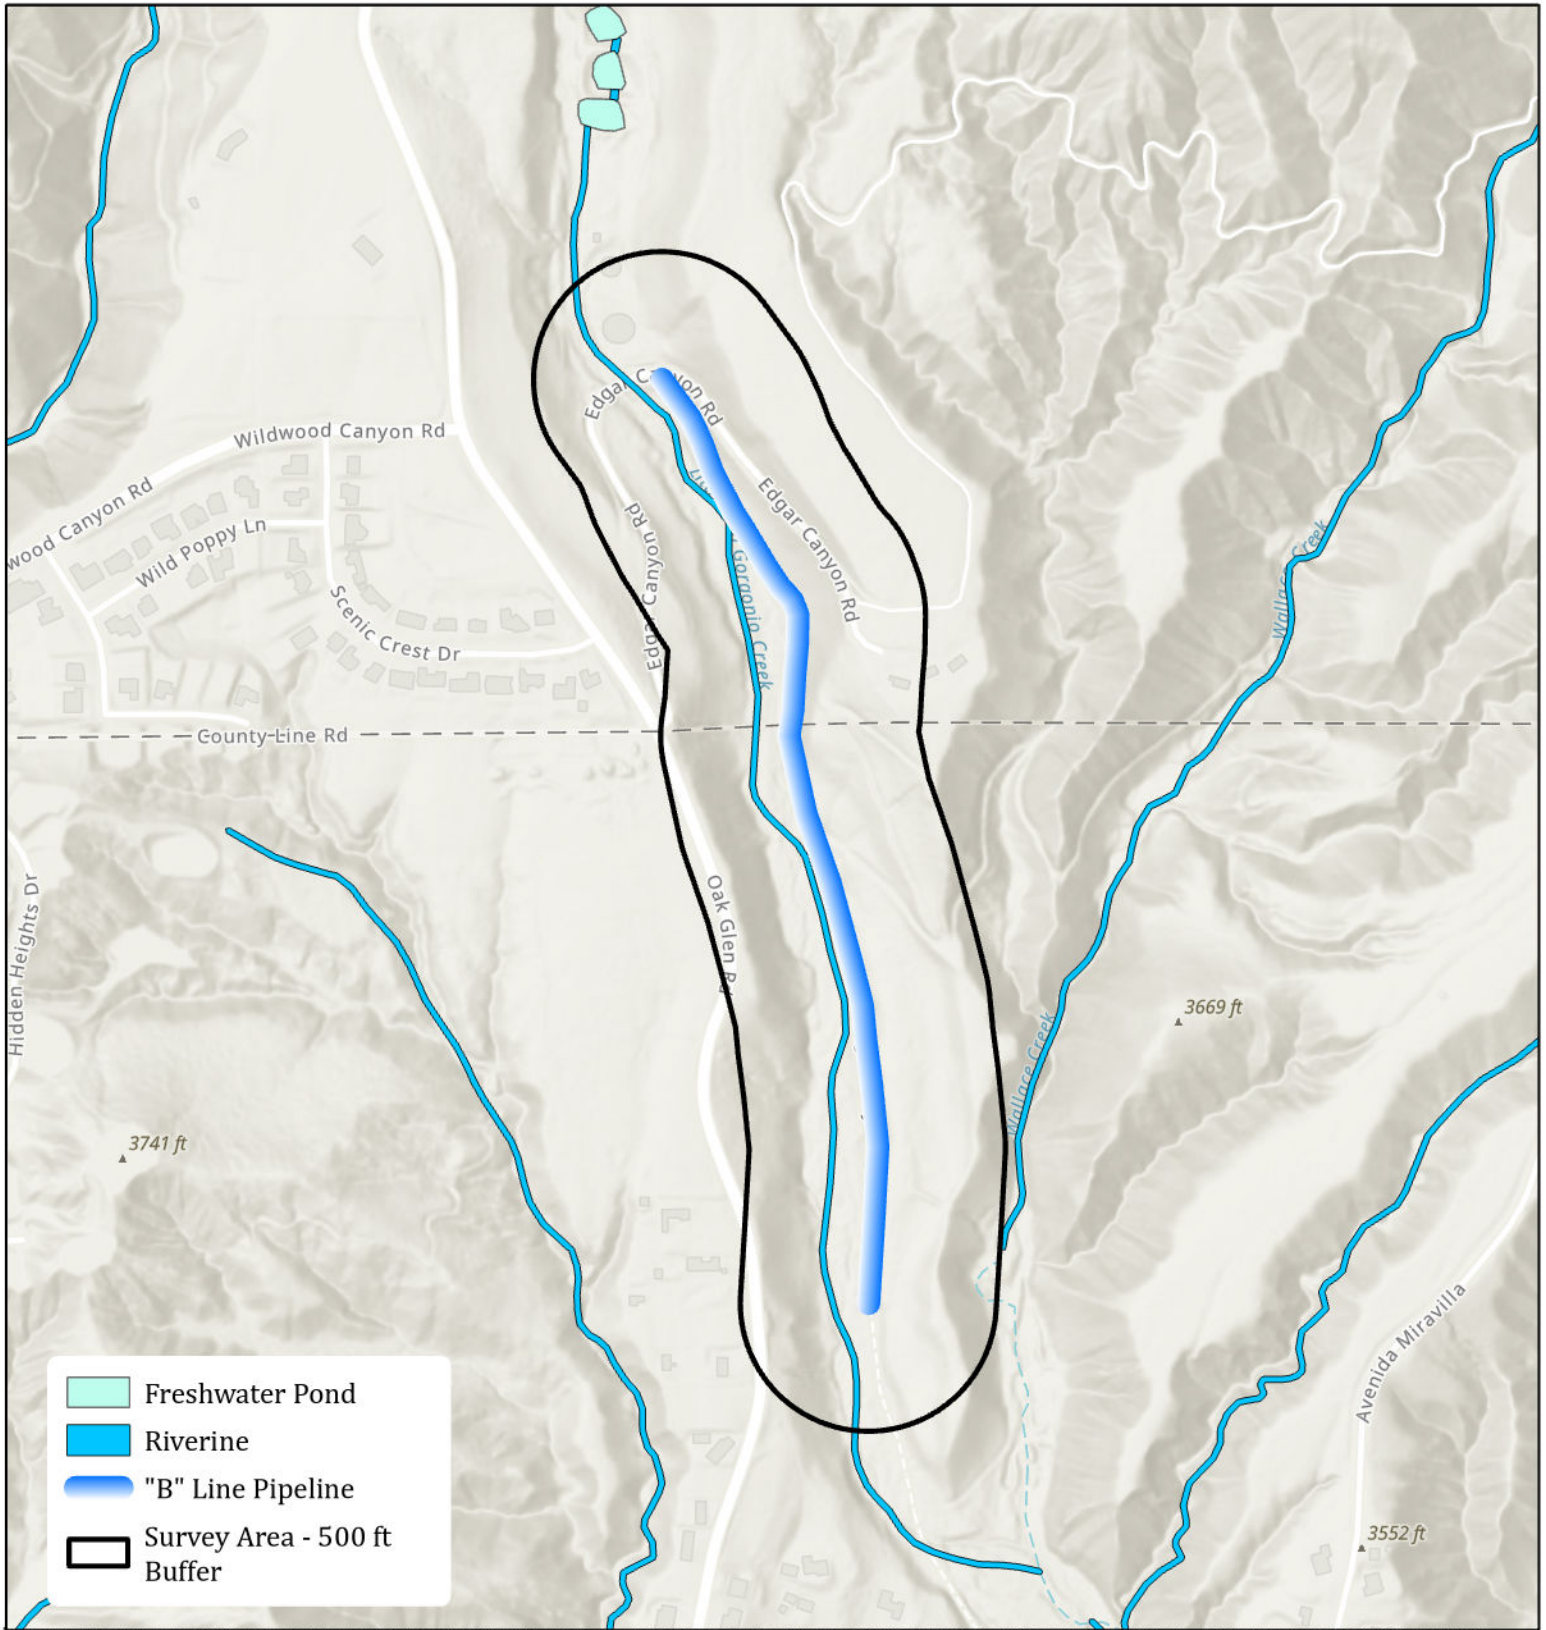 Edgar Canyon Rd
Wildwood Canyon Rd
wood Canyon Rd
Wild Poppy Ln
Edgar Canyon Rd
Edgar Canyon Rd
Gorgonio Creek
Wallace Creek
Scenic Crest Dr
County Line Rd
Oak Glen Rd
Hidden Heights Dr
3669 ft
Wallace Creek
3741 ft
Avenida Miravilla
3552 ft
Freshwater Pond
Riverine
"B" Line Pipeline
Survey Area - 500 ft
Buffer